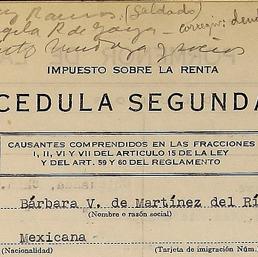 Ramos (Saldado)
IMPUESTO SOBRE LA RENTA
CEDULA SEGUNDA
CAUSANTES COMPRENDIDOS EN LAS FRACCIONES
I, II, VI Y VII DEL ARTICULO 15 DE LA LEY
Y DEL ART. 59 Y 60 DEL REGLAMENTO
Bárbara V. de Martínez del Rí
(Nombre o razón social)
Mexicana
(Nacionalidad) (Tarjeta de imigración Núm.